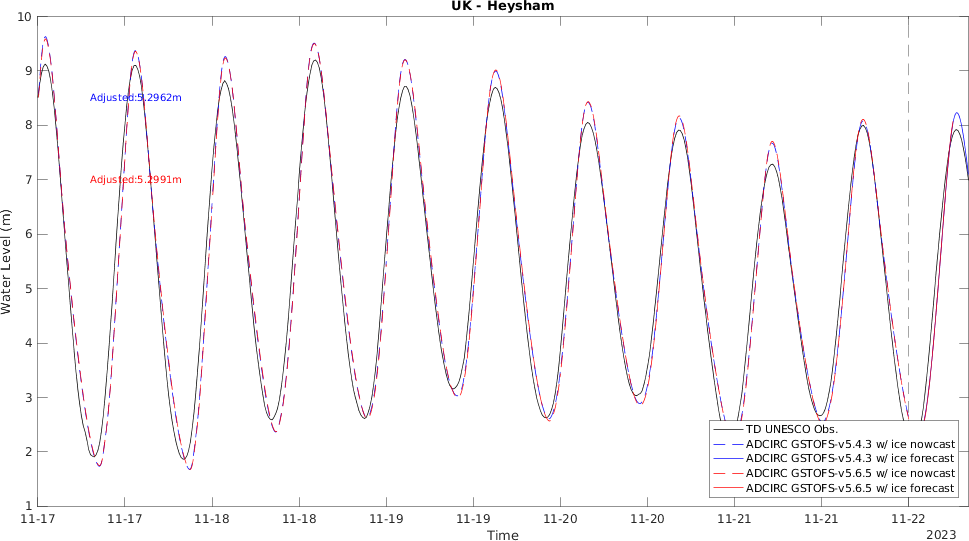 UK - Heysham
10
9
8
7
6
5
4
3
2
1
Water Level (m)
Adjusted:5.2962m
Adjusted:5.2991m
TD UNESCO Obs.
ADCIRC GSTOFS-v5.4.3 w/ ice nowcast
ADCIRC GSTOFS-v5.4.3 w/ ice forecast
ADCIRC GSTOFS-v5.6.5 w/ ice nowcast
ADCIRC GSTOFS-v5.6.5 w/ ice forecast
11-17 11-17 11-18 11-18 11-19 11-19 11-20 11-20 11-21 11-21 11-22
Time
2023